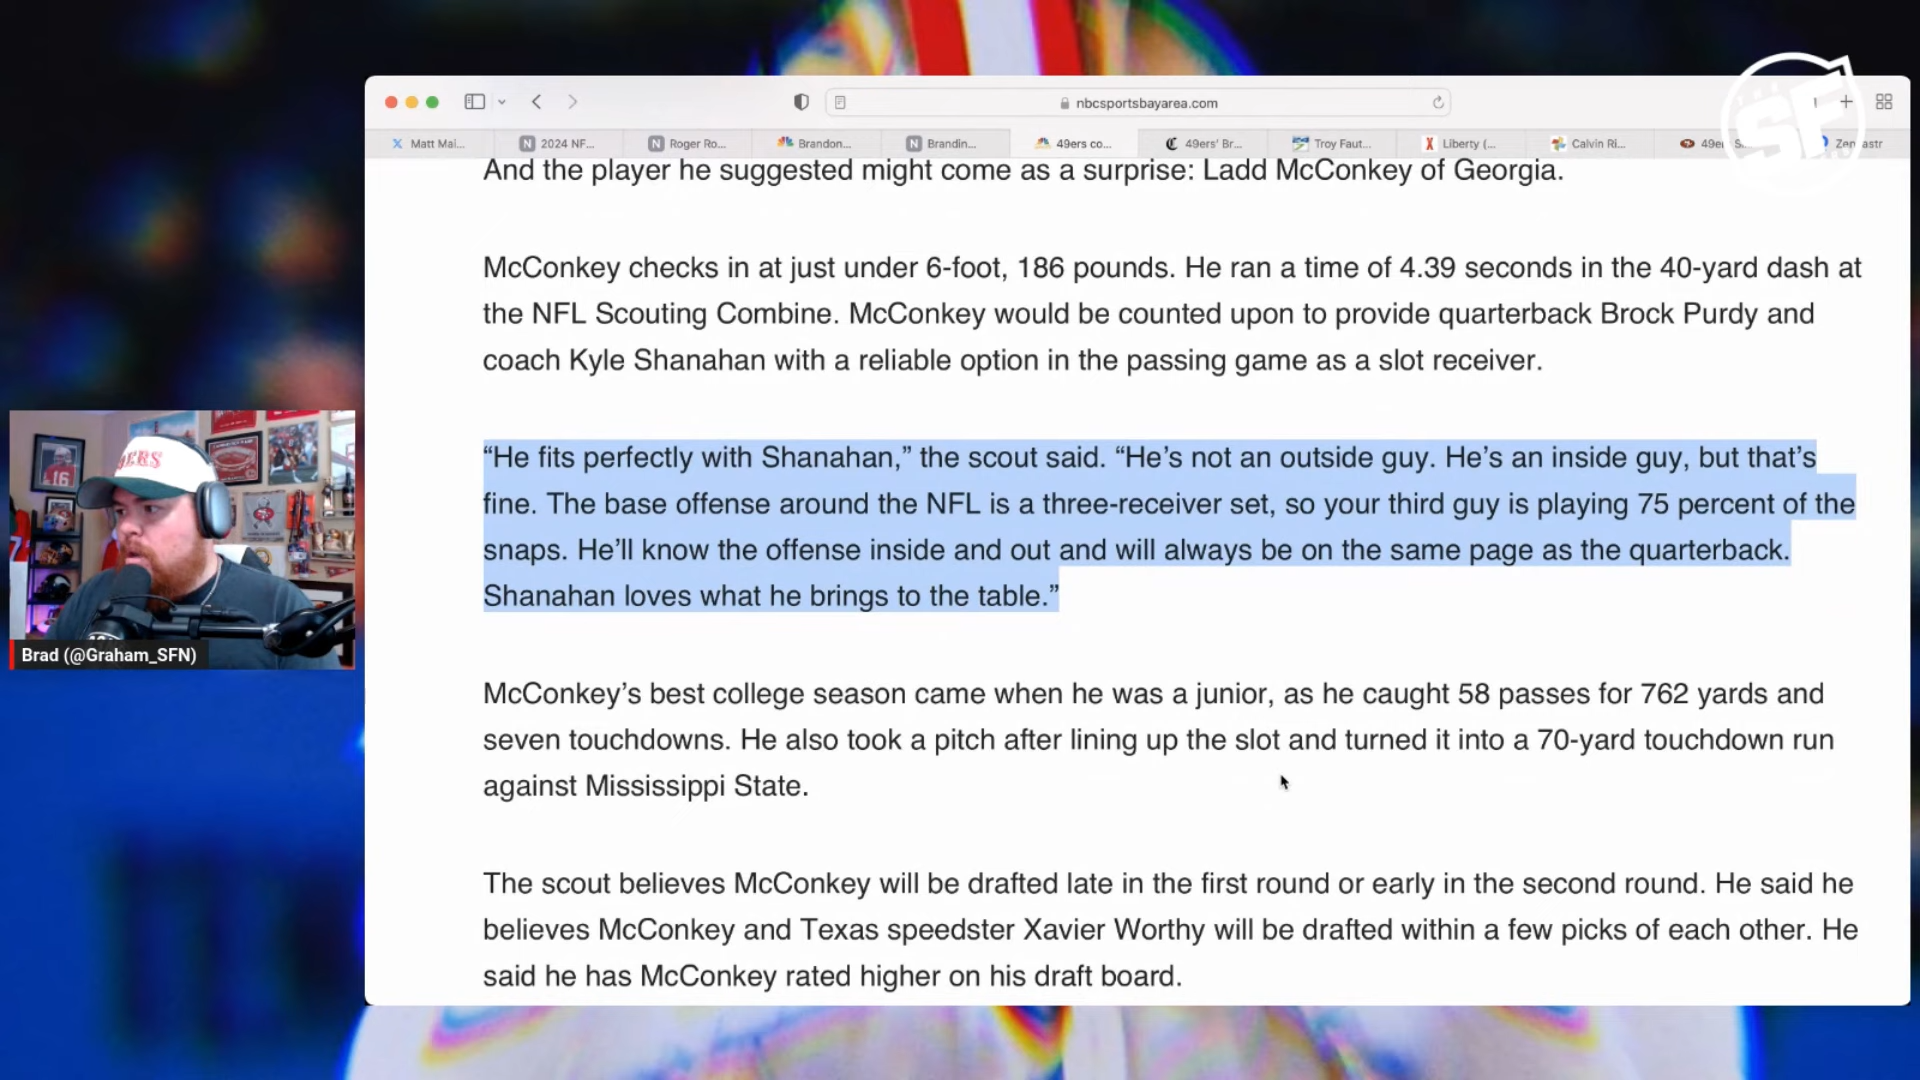 nbcsportsbayarea.com
Matt Mai...
2024 NF...
Roger Ro...
Brandon...
Brandin...
49ers co...
49ers' Br...
Troy Faut...
Liberty (...
Calvin Ri...
SF
And the player he suggested might come as a surprise: Ladd McConkey of Georgia.
McConkey checks in at just under 6-foot, 186 pounds. He ran a time of 4.39 seconds in the 40-yard dash at
the NFL Scouting Combine. McConkey would be counted upon to provide quarterback Brock Purdy and
coach Kyle Shanahan with a reliable option in the passing game as a slot receiver.
“He fits perfectly with Shanahan,” the scout said. “He’s not an outside guy. He’s an inside guy, but that’s
fine. The base offense around the NFL is a three-receiver set, so your third guy is playing 75 percent of the
snaps. He’ll know the offense inside and out and will always be on the same page as the quarterback.
Shanahan loves what he brings to the table.”
McConkey’s best college season came when he was a junior, as he caught 58 passes for 762 yards and
seven touchdowns. He also took a pitch after lining up the slot and turned it into a 70-yard touchdown run
against Mississippi State.
The scout believes McConkey will be drafted late in the first round or early in the second round. He said he
believes McConkey and Texas speedster Xavier Worthy will be drafted within a few picks of each other. He
said he has McConkey rated higher on his draft board.
16
Brad (@Graham_SFN)